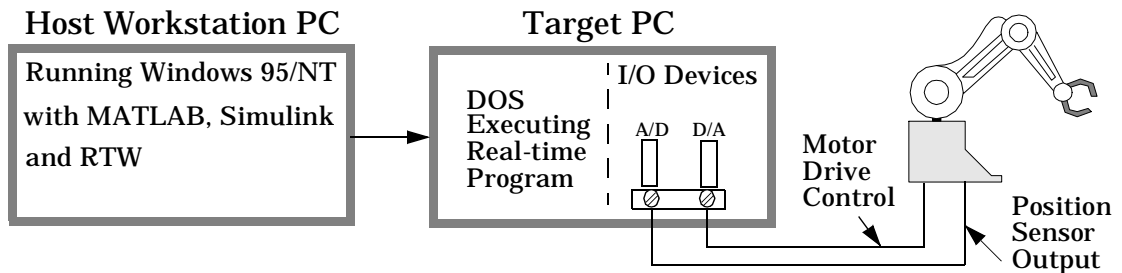 Host Workstation PC
Running Windows 95/NT
with MATLAB, Simulink
and RTW
Target PC
DOS
Executing
Real-time
Program
I/O Devices
A/D
D/A
Motor
Drive
Control
Position
Sensor
Output